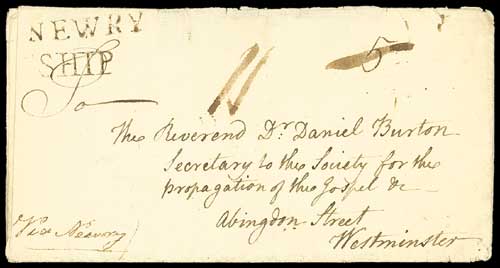 NEWRY
SHIP
5
To
The Reverend Dr Daniel Burton
Secretary to the Society for the
propagation of the Gospel &c
Abingdon Street
Westminster
Via Newry